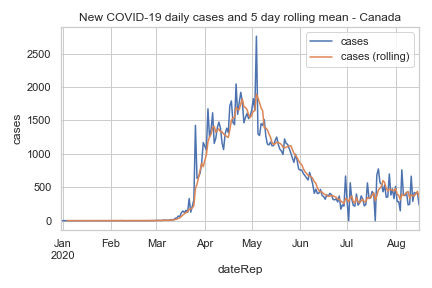 New COVID-19 daily cases and 5 day rolling mean - Canada
cases
cases (rolling)
2500
2000
1500
1000
500
0
cases
Jan Feb Mar Apr May Jun Jul Aug
2020
dateRep